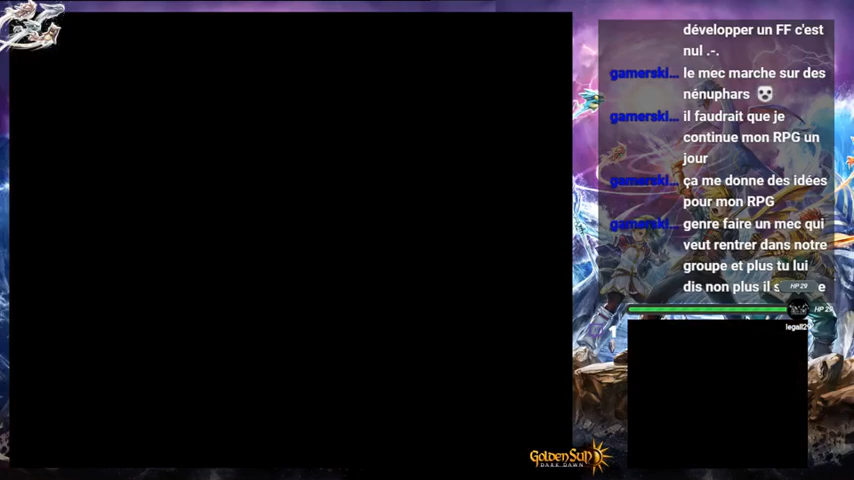 développer un FF c'est
nul .-.
gamerski... le mec marche sur des
nénuphars
gamerski... il faudrait que je
continue mon RPG un
jour
gamerski... ça me donne des idées
pour mon RPG
gamerski... genre faire un mec qui
veut rentrer dans notre
groupe et plus tu lui
dis non plus il
HP 29
HP 29
legall29
GOLDEN SUN
DARK DAWN